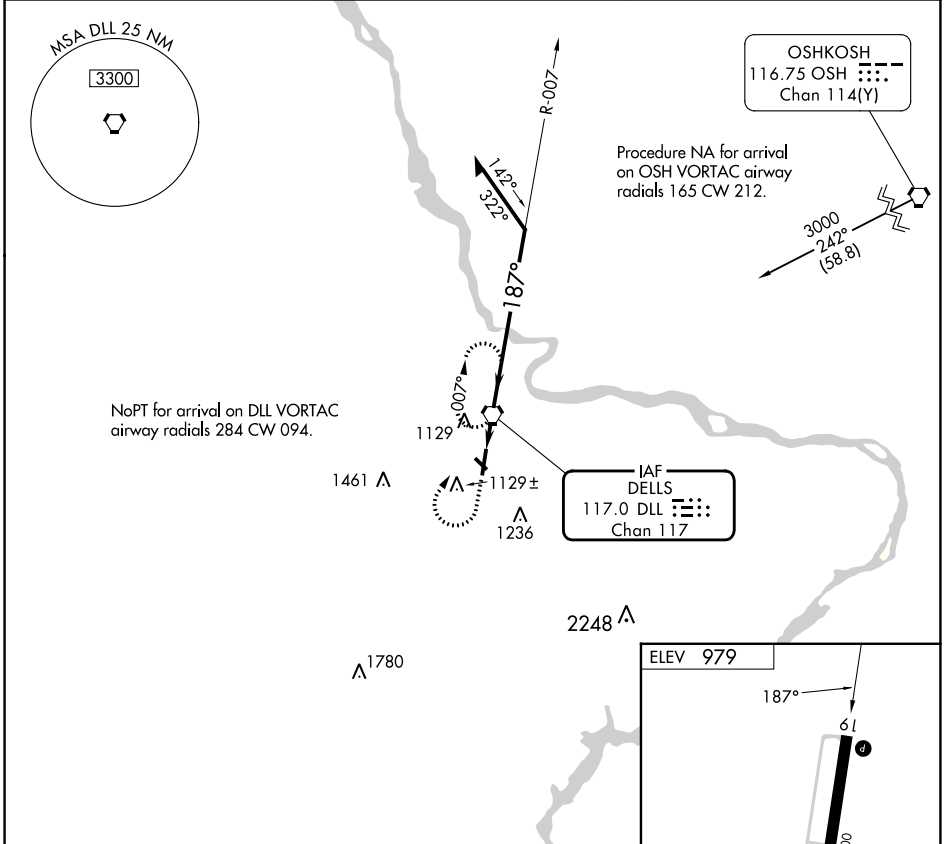 MSA DLL 25 NM
3300
R-007
OSHKOSH
116.75 OSH
Chan 114(Y)
Procedure NA for arrival
on OSH VORTAC airway
radials 165 CW 212.
142°
322°
3000
242°
(58.8)
187°
007°
NoPT for arrival on DLL VORTAC
airway radials 284 CW 094.
1129
1461
1129±
1236
IAF
DELLS
117.0 DLL
Chan 117
2248
1780
ELEV 979
187°
19
P